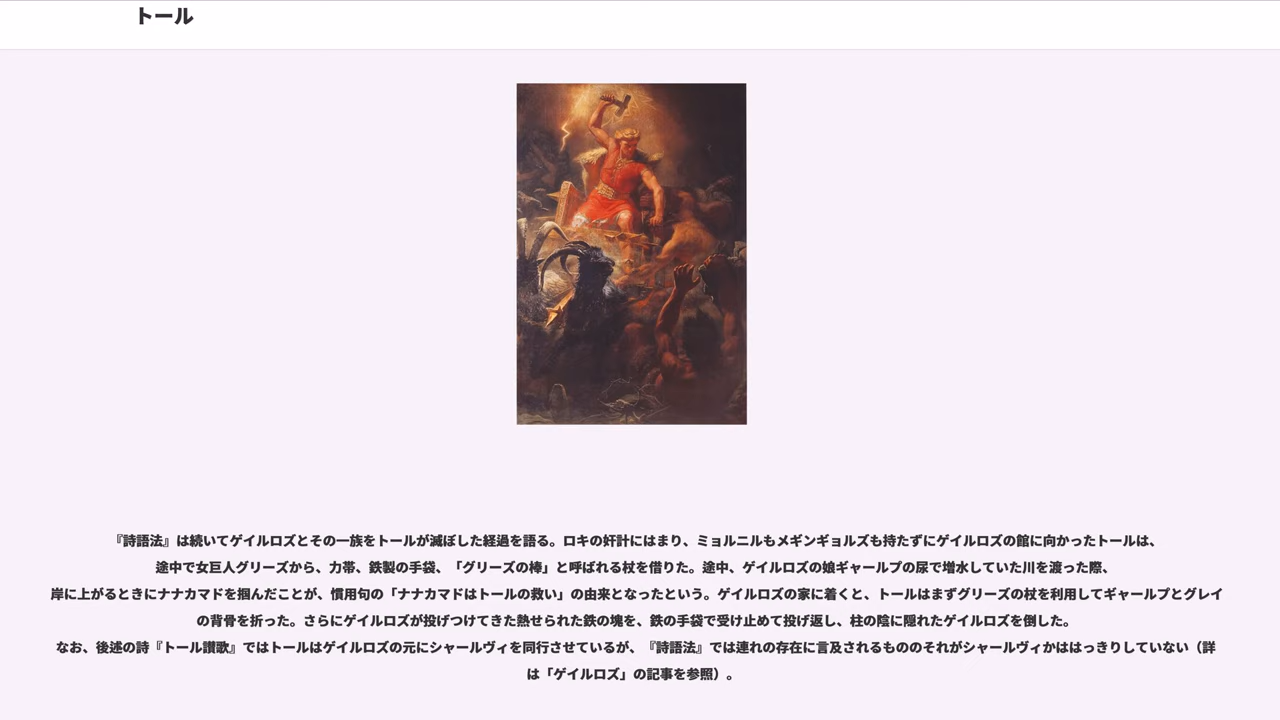 トール
『詩語法』は続いてゲイルロズとその一族をトールが滅ぼした経過を語る。ロキの奸計にはまり、ミョルニルもメギンギョルズも持たずにゲイルロズの館に向かったトールは、
途中で女巨人グリーズから、力帯、鉄製の手袋、「グリーズの棒」と呼ばれる杖を借りた。途中、ゲイルロズの娘ギャールプの尿で増水していた川を渡った際、
岸に上がるときにナナカマドを掴んだことが、慣用句の「ナナカマドはトールの救い」の由来となったという。ゲイルロズの家に着くと、トールはまずグリーズの杖を利用してギャールプとグレイ
の背骨を折った。さらにゲイルロズが投げつけてきた熱せられた鉄の塊を、鉄の手袋で受け止めて投げ返し、柱の陰に隠れたゲイルロズを倒した。
なお、後述の詩『トール讃歌』ではトールはゲイルロズの元にシャールヴィを同行させているが、『詩語法』では連れの存在に言及されるもののそれがシャールヴィかははっきりしていない（詳
は「ゲイルロズ」の記事を参照）。